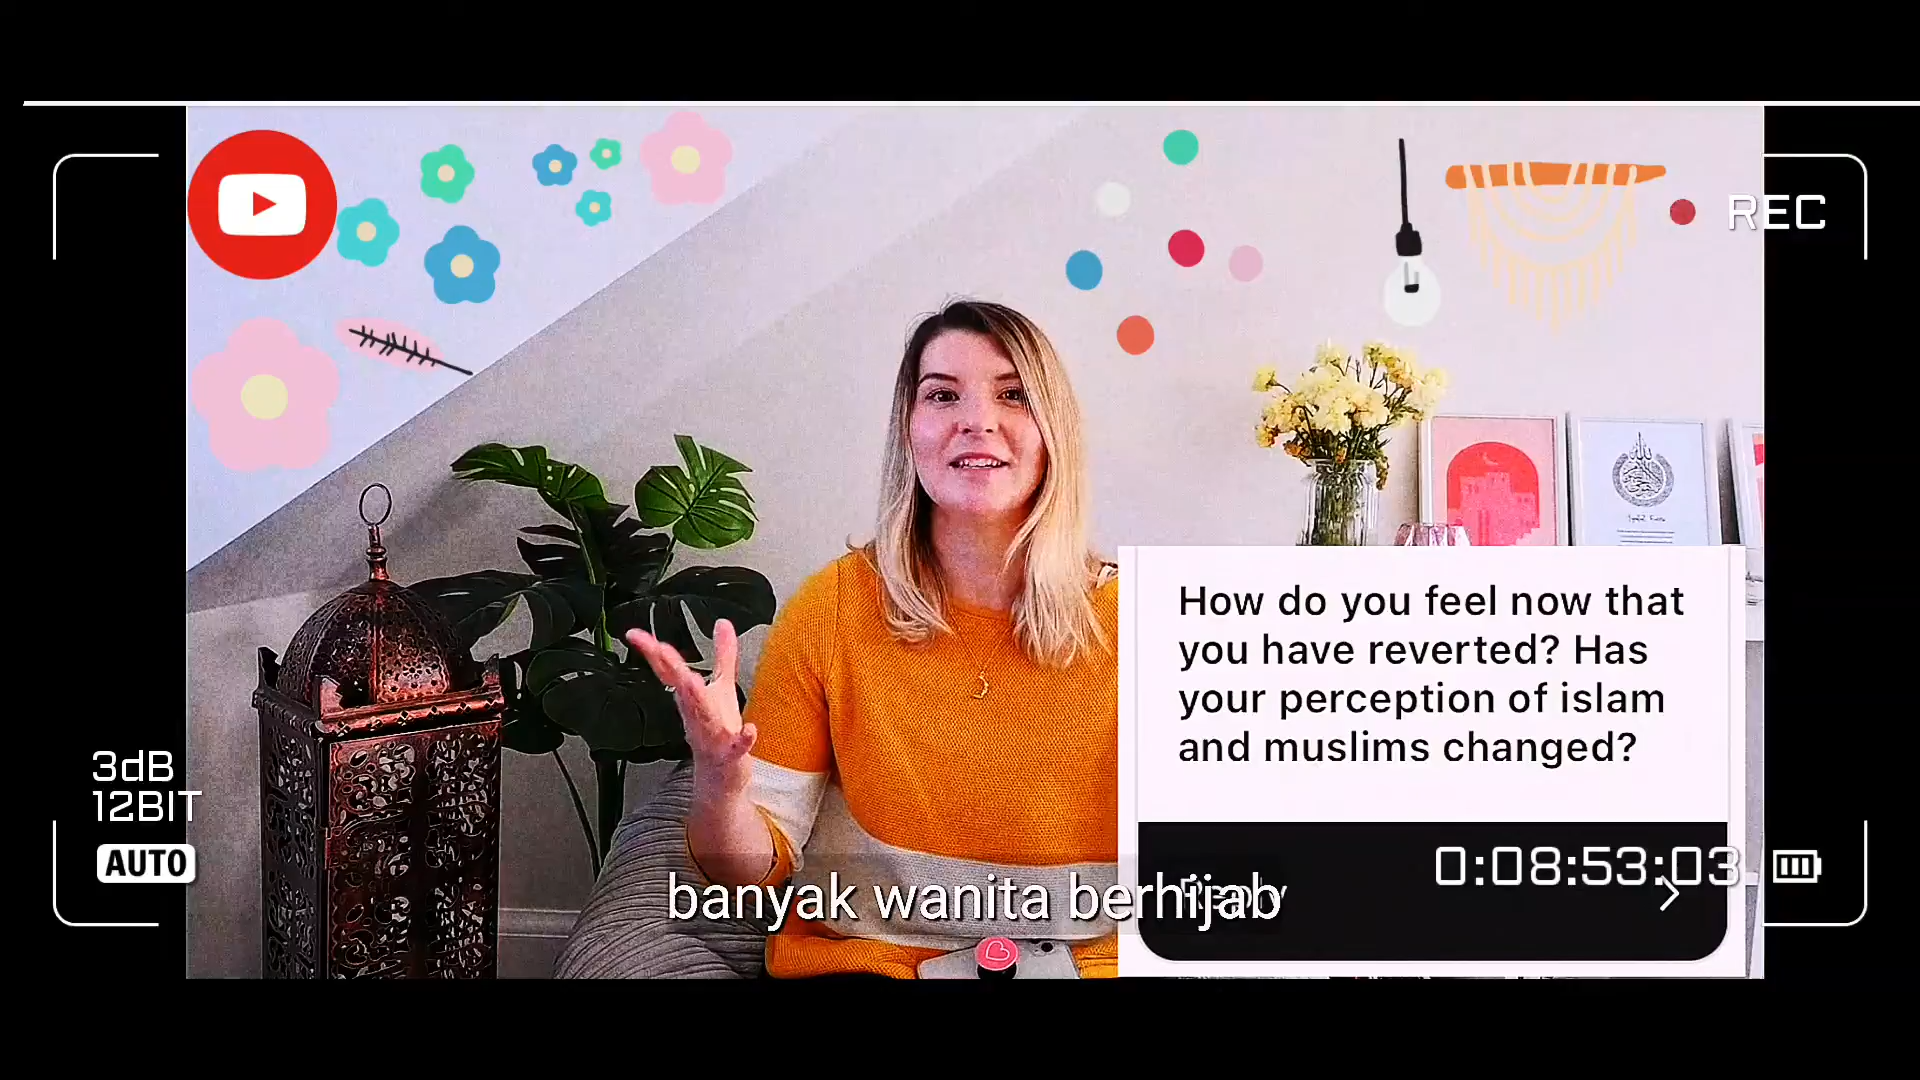 REC
How do you feel now that
you have reverted? Has
your perception of islam
and muslims changed?
3dB
12BIT
AUTO
0:08:53:03
banyak wanita berhijab